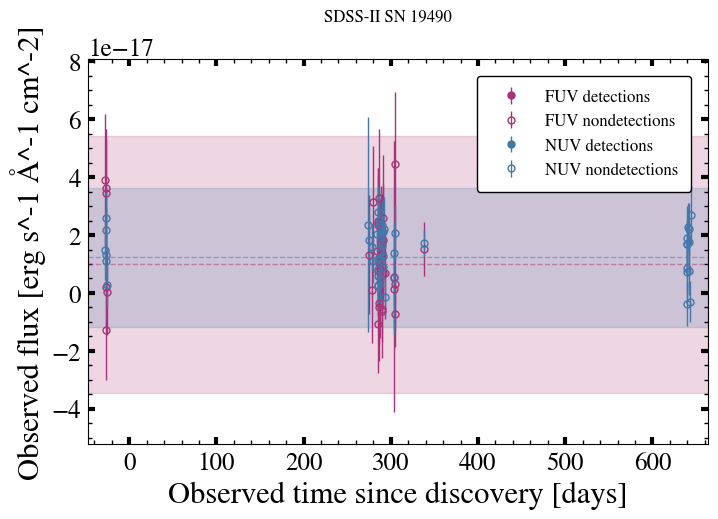 SDSS-II SN 19490
1e−17
Observed flux [erg s^-1 Å^-1 cm^-2]
8
6
4
2
0
−2
−4
FUV detections
FUV nondetections
NUV detections
NUV nondetections
0 100 200 300 400 500 600
Observed time since discovery [days]